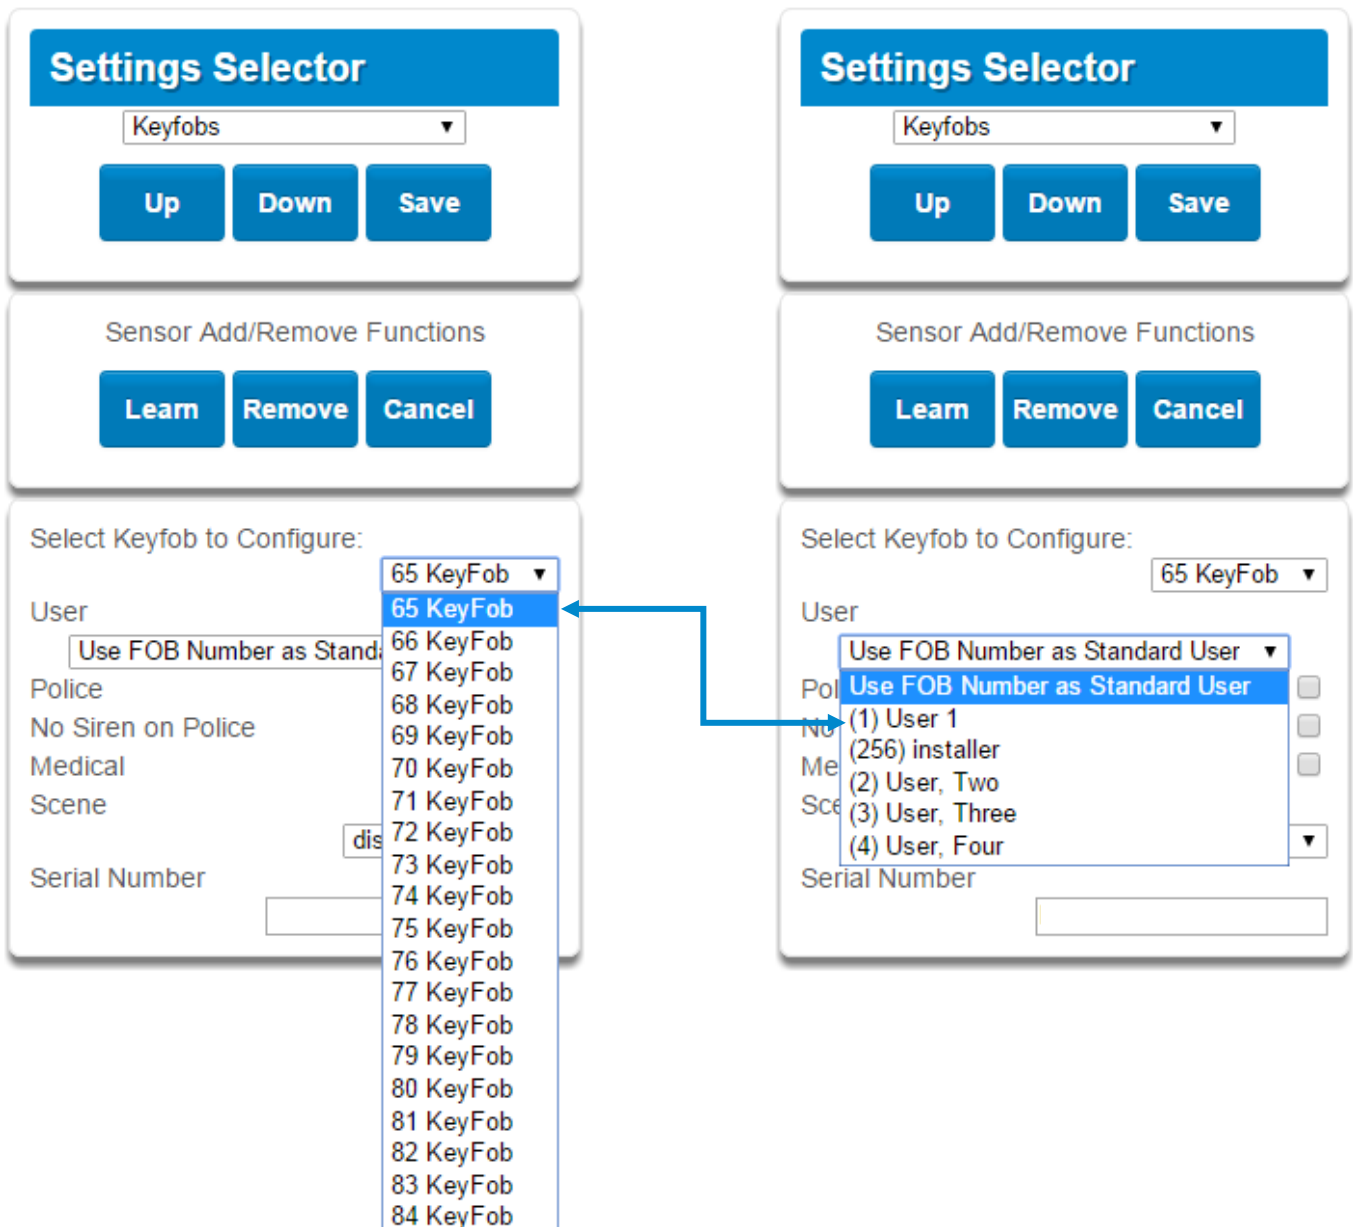 Settings Selector
Keyfobs
Up Down Save
Sensor Add/Remove Functions
Learn Remove Cancel
Select Keyfob to Configure:
65 KeyFob
User
Use FOB Number as Stand
Police
No Siren on Police
Medical
Scene
dis
Serial Number
65 KeyFob
66 KeyFob
67 KeyFob
68 KeyFob
69 KeyFob
70 KeyFob
71 KeyFob
72 KeyFob
73 KeyFob
74 KeyFob
75 KeyFob
76 KeyFob
77 KeyFob
78 KeyFob
79 KeyFob
80 KeyFob
81 KeyFob
82 KeyFob
83 KeyFob
84 KeyFob
Settings Selector
Keyfobs
Up Down Save
Sensor Add/Remove Functions
Learn Remove Cancel
Select Keyfob to Configure:
65 KeyFob
User
Use FOB Number as Standard User
Pol
Use FOB Number as Standard User
No
(1) User 1
(256) installer
Me
(2) User, Two
Sce
(3) User, Three
(4) User, Four
Serial Number